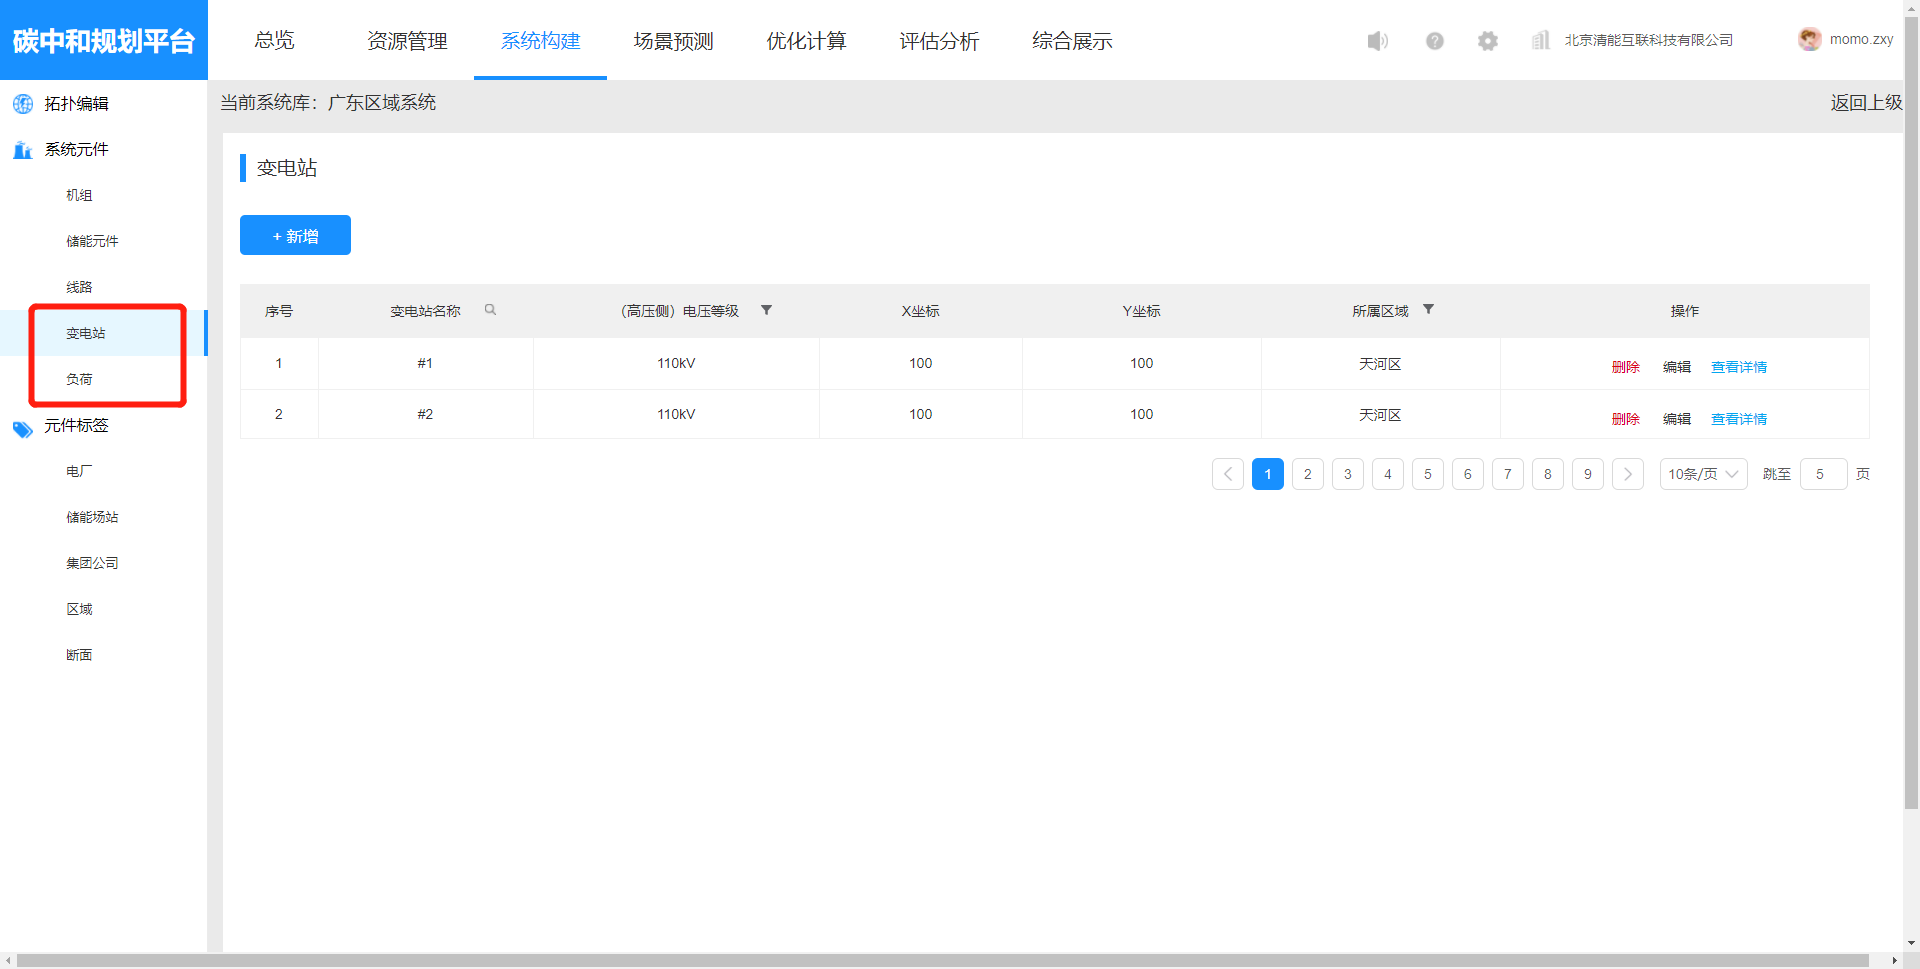 碳中和规划平台
总览 资源管理 系统构建 场景预测 优化计算 评估分析 综合展示
北京清能互联科技有限公司 momo.zxy
当前系统库：广东区域系统
返回上级
拓扑编辑
系统元件
机组
储能元件
线路
变电站
负荷
元件标签
电厂
储能场站
集团公司
区域
断面
变电站
+ 新增
序号 变电站名称 （高压侧）电压等级 X坐标 Y坐标 所属区域 操作
1 #1 110kV 100 100 天河区 删除 编辑 查看详情
2 #2 110kV 100 100 天河区 删除 编辑 查看详情
1 2 3 4 5 6 7 8 9 10条/页 跳至 5 页